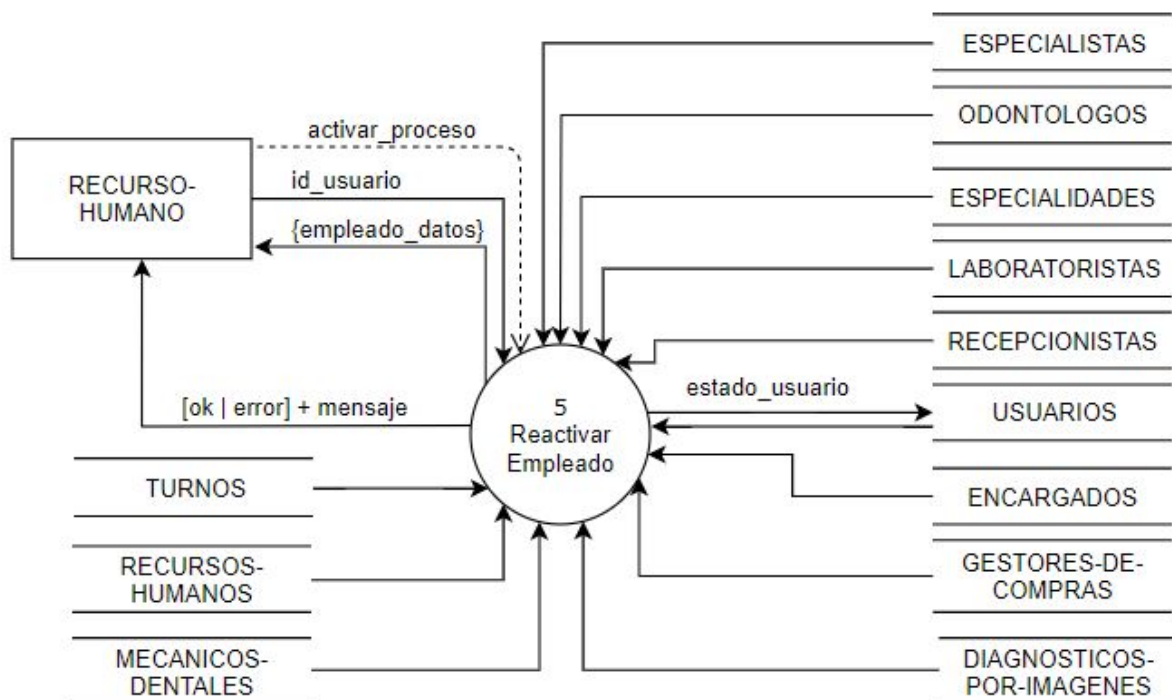 ESPECIALISTAS
ODONTOLOGOS
activar_proceso
RECURSO-
HUMANO
id_usuario
ESPECIALIDADES
{empleado_datos}
LABORATORISTAS
RECEPCIONISTAS
estado_usuario
[ok | error] + mensaje
5
Reactivar
Empleado
USUARIOS
TURNOS
ENCARGADOS
RECURSOS-
HUMANOS
GESTORES-DE-
COMPRAS
MECANICOS-
DENTALES
DIAGNOSTICOS-
POR-IMAGENES